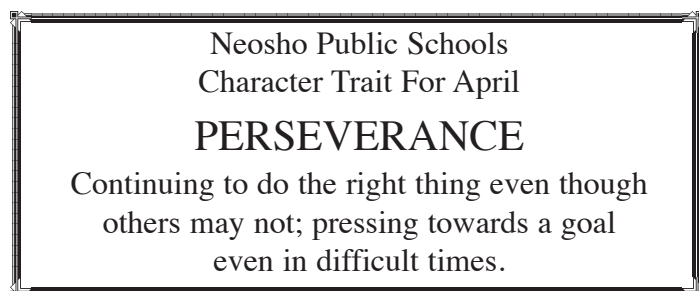 Neosho Public Schools
Character Trait For April
PERSEVERANCE
Continuing to do the right thing even though
others may not; pressing towards a goal
even in difficult times.